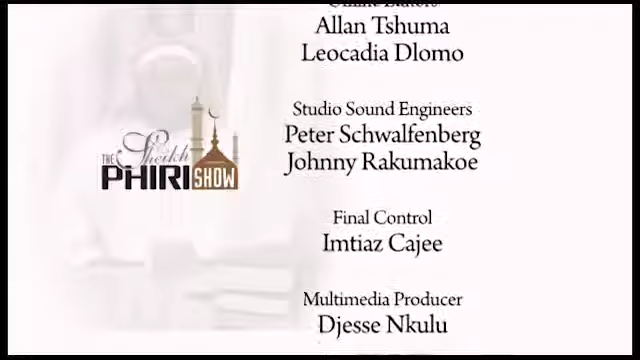 Allan Tshuma
Leocadia Dlomo
Studio Sound Engineers
Peter Schwalfenberg
Johnny Rakumakoe
THE Sheikh
PHIRI SHOW
Final Control
Imtiaz Cajee
Multimedia Producer
Djesse Nkulu